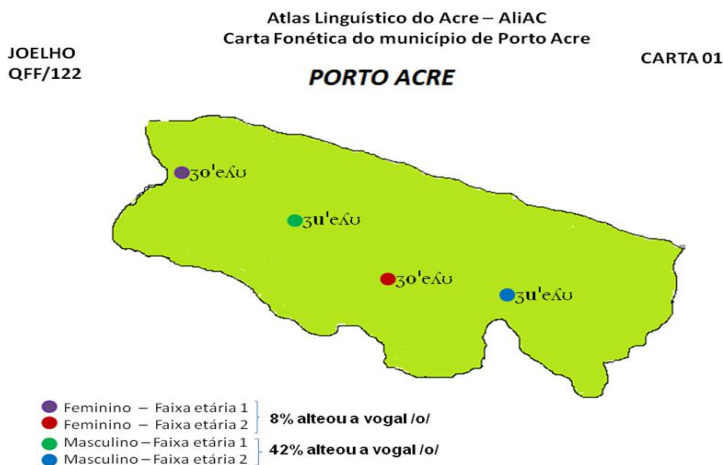 Atlas Linguístico do Acre – AliAC
Carta Fonética do município de Porto Acre
JOELHO
QFF/122
CARTA 01
PORTO ACRE
ʒo'eʎʊ
ʒu'eʎʊ
ʒo'eʎʊ
ʒu'eʎʊ
Feminino – Faixa etária 1
Feminino – Faixa etária 2
8% alteou a vogal /o/
Masculino – Faixa etária 1
Masculino – Faixa etária 2
42% alteou a vogal /o/